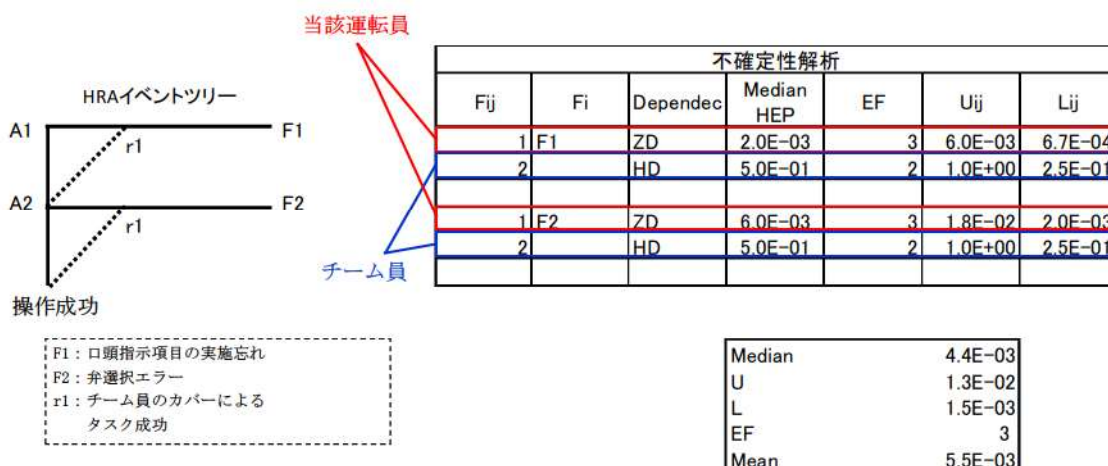 当該運転員
HRAイベントツリー
A1
F1
r1
A2
F2
r1
操作成功
チーム員
不確定性解析
Fij Fi Dependec Median HEP EF Uij Lij
1 F1 ZD 2.0E-03 3 6.0E-03 6.7E-04
2 HD 5.0E-01 2 1.0E+00 2.5E-01
1 F2 ZD 6.0E-03 3 1.8E-02 2.0E-03
2 HD 5.0E-01 2 1.0E+00 2.5E-01
F1：口頭指示項目の実施忘れ
F2：弁選択エラー
r1：チーム員のカバーによる
タスク成功
Median 4.4E-03
U 1.3E-02
L 1.5E-03
EF 3
Mean 5.5E-03